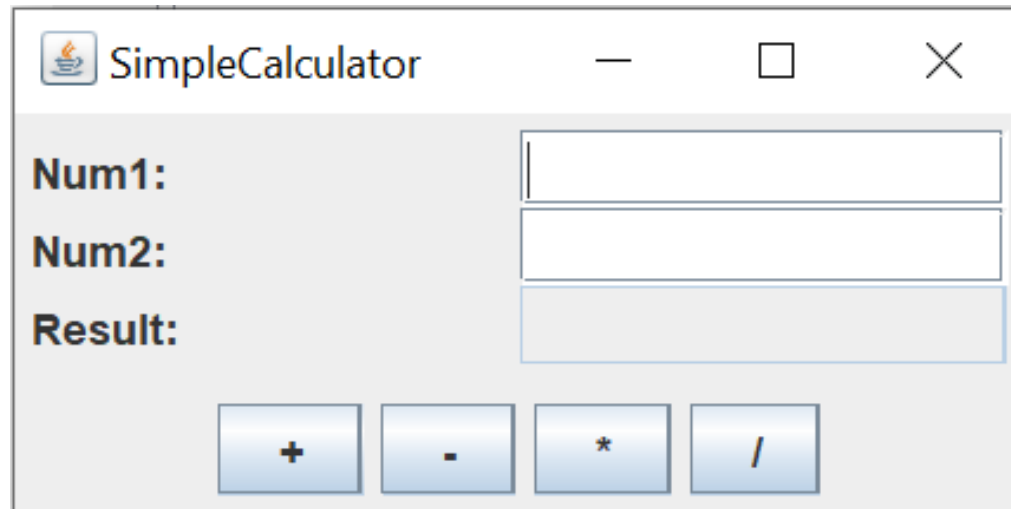 SimpleCalculator
Num1:
Num2:
Result:
+ - * /